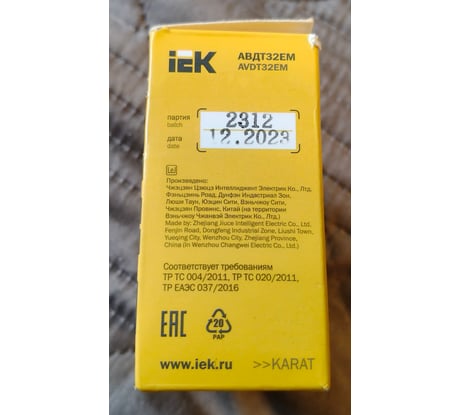 iEK
АВДТ32ЕМ
AVDT32EM
партия
batch
2312
дата
date
12.2023
Произведено:
Чжэцзян Цзюцэ Интеллиджент Электрик Ко., Лтд,
Фэньцзинь Роад, Дунфэн Индастриал Зон,
Люши Таун, Юэцин Сити, Вэньчжоу Сити,
Чжэцзян Провинс, Китай (на территории
Вэньчжоу Чжанвэй Электрик Ко., Лтд.)
Made by: Zhejiang Jiuce Intelligent Electric Co., Ltd.
Fenjin Road, Dongfeng Industrial Zone, Liushi Town,
Yueqing City, Wenzhou City, Zhejiang Province,
China (in Wenzhou Changwei Electric Co., Ltd.)
Соответствует требованиям
ТР ТС 004/2011, ТР ТС 020/2011,
ТР ЕАЭС 037/2016
EAC
20
PAP
www.iek.ru
>>KARAT